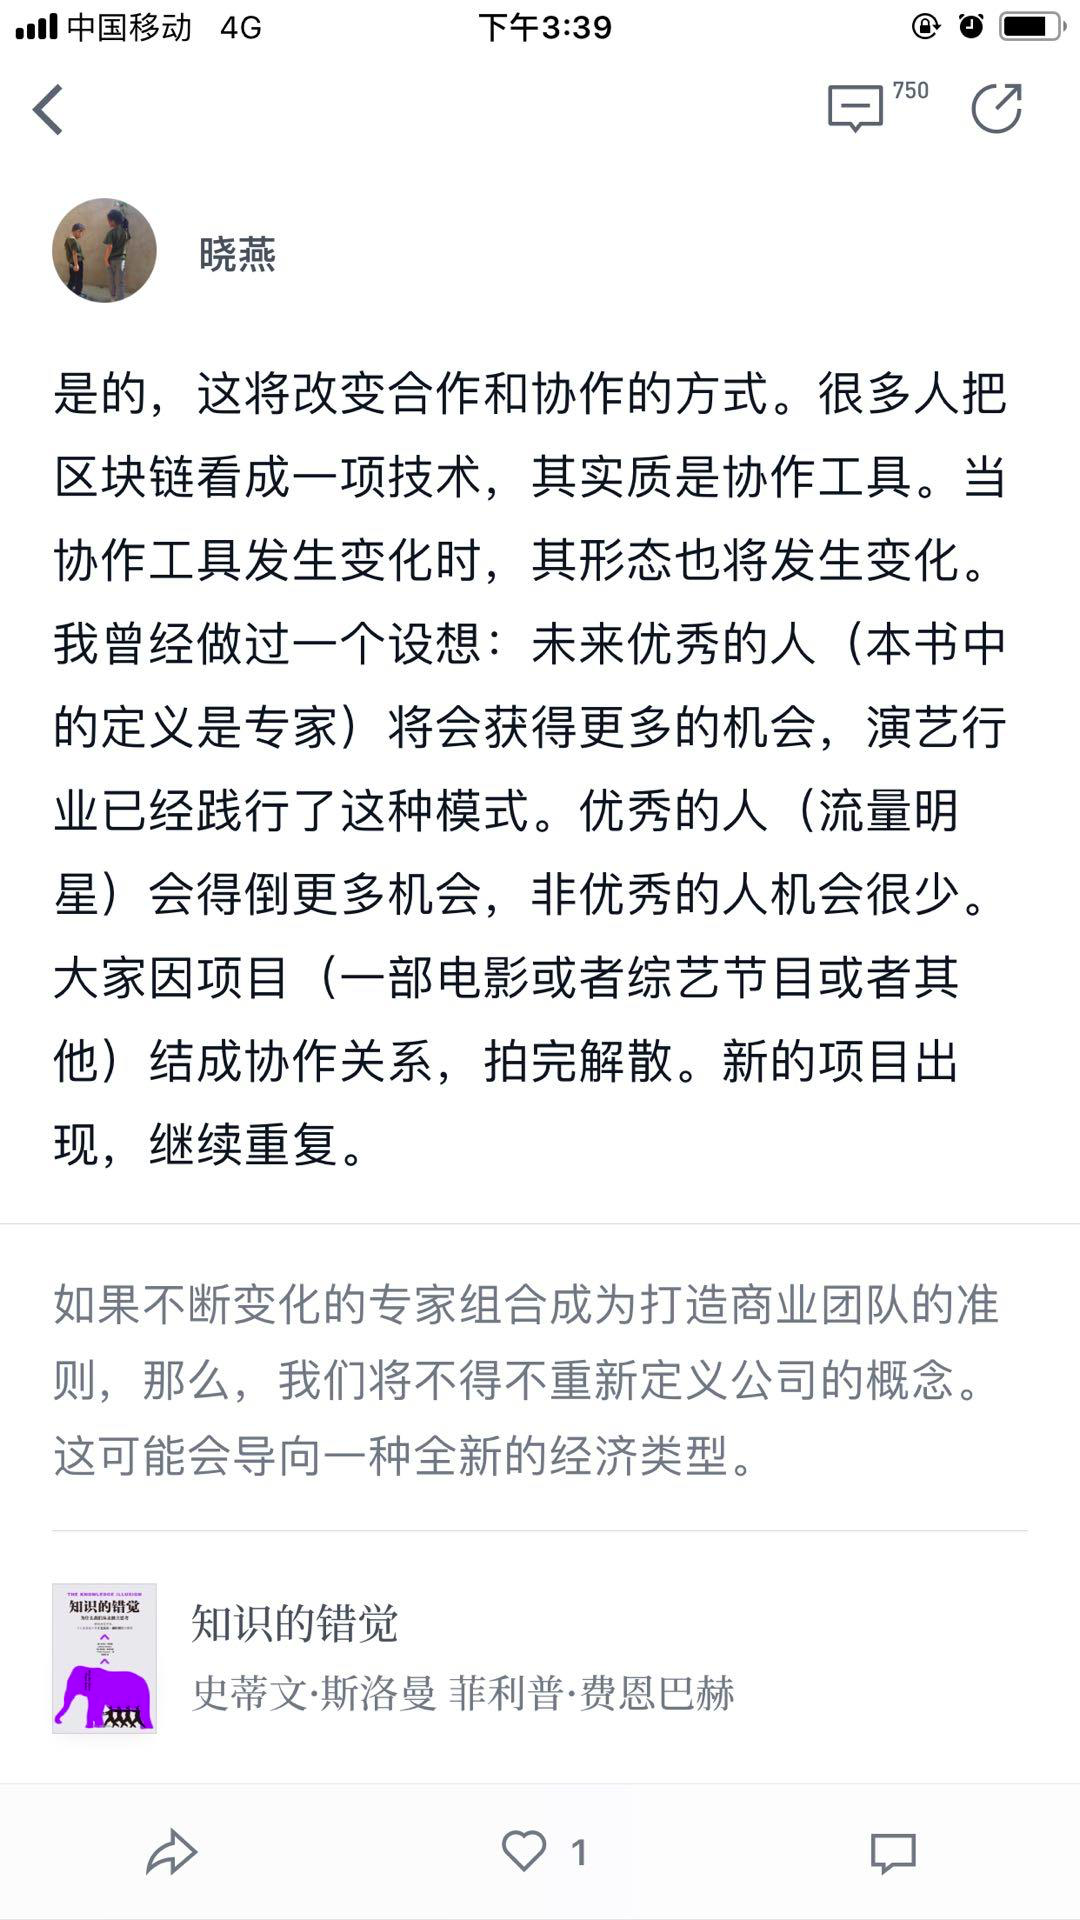 中国移动 4G 下午3:39
750
晓燕
是的，这将改变合作和协作的方式。很多人把
区块链看成一项技术，其实质是协作工具。当
协作工具发生变化时，其形态也将发生变化。
我曾经做过一个设想：未来优秀的人（本书中
的定义是专家）将会获得更多的机会，演艺行
业已经践行了这种模式。优秀的人（流量明
星）会得倒更多机会，非优秀的人机会很少。
大家因项目（一部电影或者综艺节目或者其
他）结成协作关系，拍完解散。新的项目出
现，继续重复。
如果不断变化的专家组合成为打造商业团队的准
则，那么，我们将不得不重新定义公司的概念。
这可能会导向一种全新的经济类型。
THE KNOWLEDGE ILLUSION
知识的错觉
为什么我们从未独立思考
知识的错觉
史蒂文·斯洛曼 菲利普·费恩巴赫
1